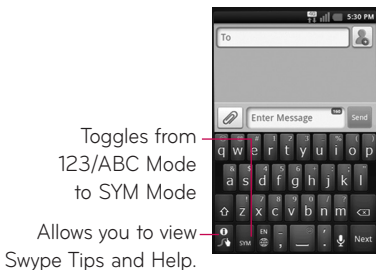 5:30 PM
To
Enter Message
Send
Toggles from
123/ABC Mode
to SYM Mode
q w e r t y u i o p
a s d f g h j k l
z x c v b n m
Allows you to view
Swype Tips and Help.
SYM EN , _ . Next